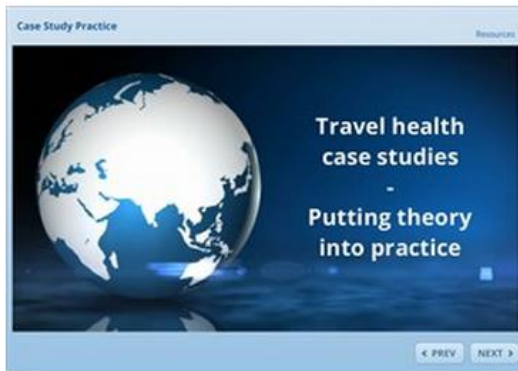 Case Study Practice
Resources
Travel health
case studies
-
Putting theory
into practice
< PREV
NEXT >